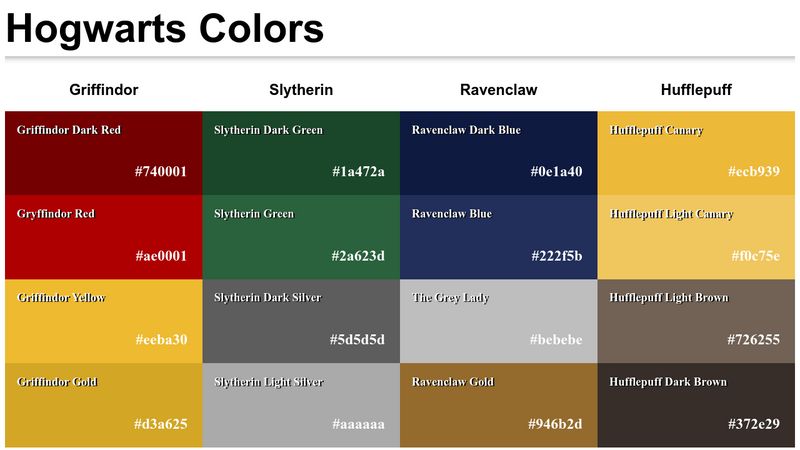 Hogwarts Colors
Griffindor Slytherin Ravenclaw Hufflepuff
Griffindor Dark Red Slytherin Dark Green Ravenclaw Dark Blue Hufflepuff Canary
#740001 #1a472a #0e1a40 #ecb939
Gryffindor Red Slytherin Green Ravenclaw Blue Hufflepuff Light Canary
#ae0001 #2a623d #222f5b #f0c75e
Griffindor Yellow Slytherin Dark Silver The Grey Lady Hufflepuff Light Brown
#eeba30 #5d5d5d #bebebe #726255
Griffindor Gold Slytherin Light Silver Ravenclaw Gold Hufflepuff Dark Brown
#d3a625 #aaaaaa #946b2d #372e29